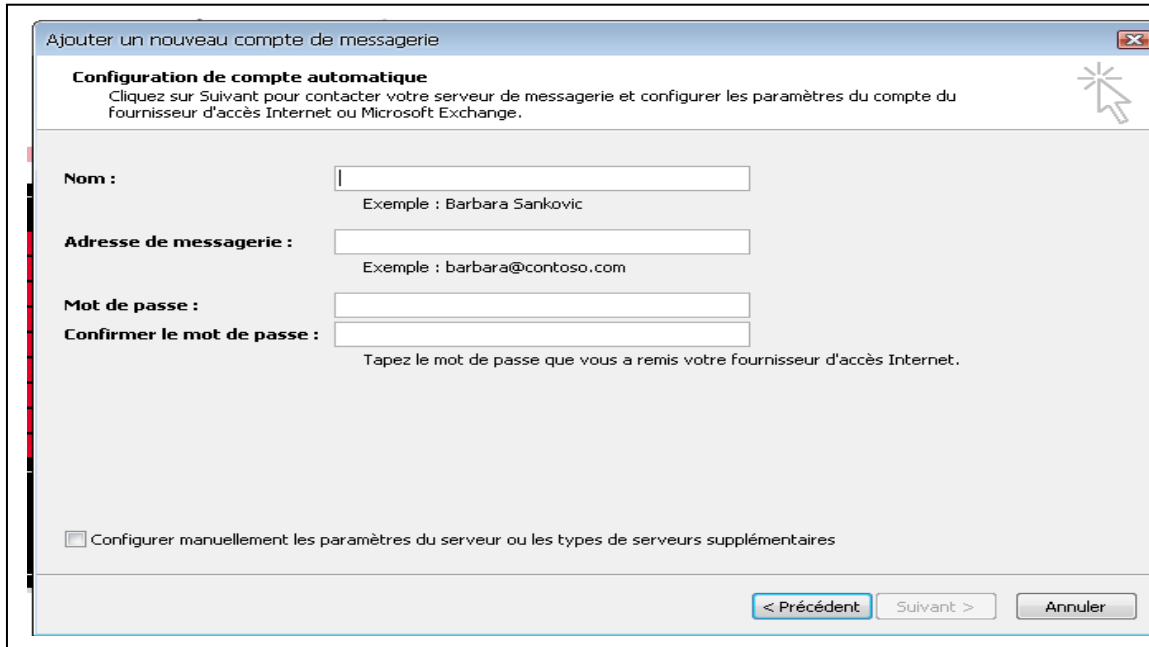 Ajouter un nouveau compte de messagerie
Configuration de compte automatique
Cliquez sur Suivant pour contacter votre serveur de messagerie et configurer les paramètres du compte du
fournisseur d'accès Internet ou Microsoft Exchange.
Nom :
Exemple : Barbara Sankovic
Adresse de messagerie :
Exemple : barbara@contoso.com
Mot de passe :
Confirmer le mot de passe :
Tapez le mot de passe que vous a remis votre fournisseur d'accès Internet.
Configurer manuellement les paramètres du serveur ou les types de serveurs supplémentaires
< Précédent Suivant > Annuler